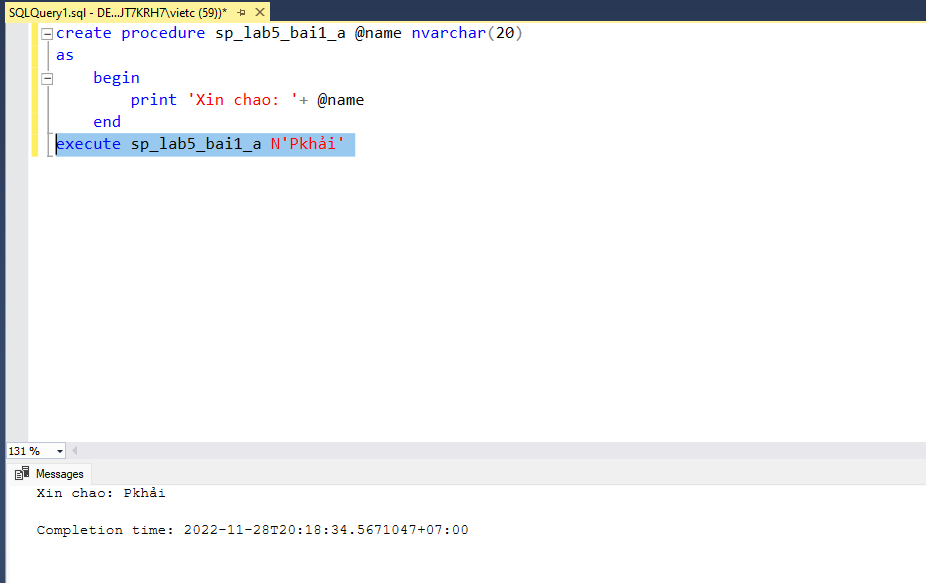 SQLQuery1.sql - DE...JT7KRH7\vietc (59))*
create procedure sp_lab5_bai1_a @name nvarchar(20)
as
begin
print 'Xin chao: '+ @name
end
execute sp_lab5_bai1_a N'Pkhải'
131 %
Messages
Xin chao: Pkhải
Completion time: 2022-11-28T20:18:34.5671047+07:00